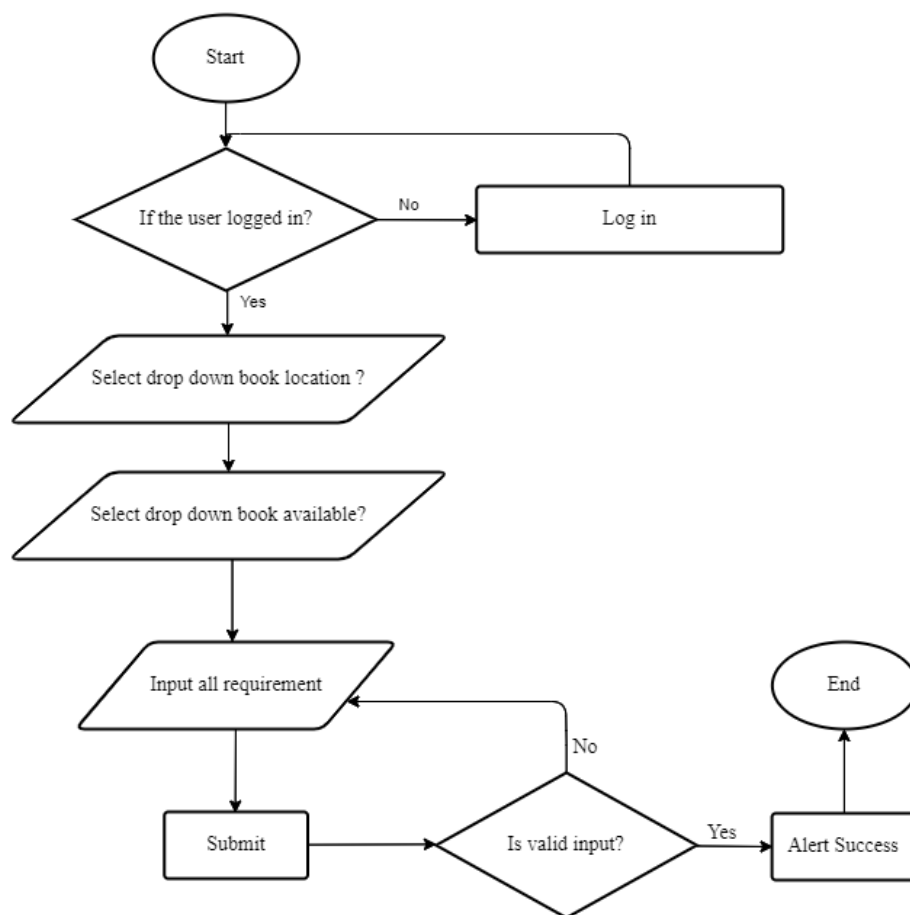 Start
If the user logged in?
No
Log in
Yes
Select drop down book location ?
Select drop down book available?
Input all requirement
End
No
Submit
Is valid input?
Yes
Alert Success